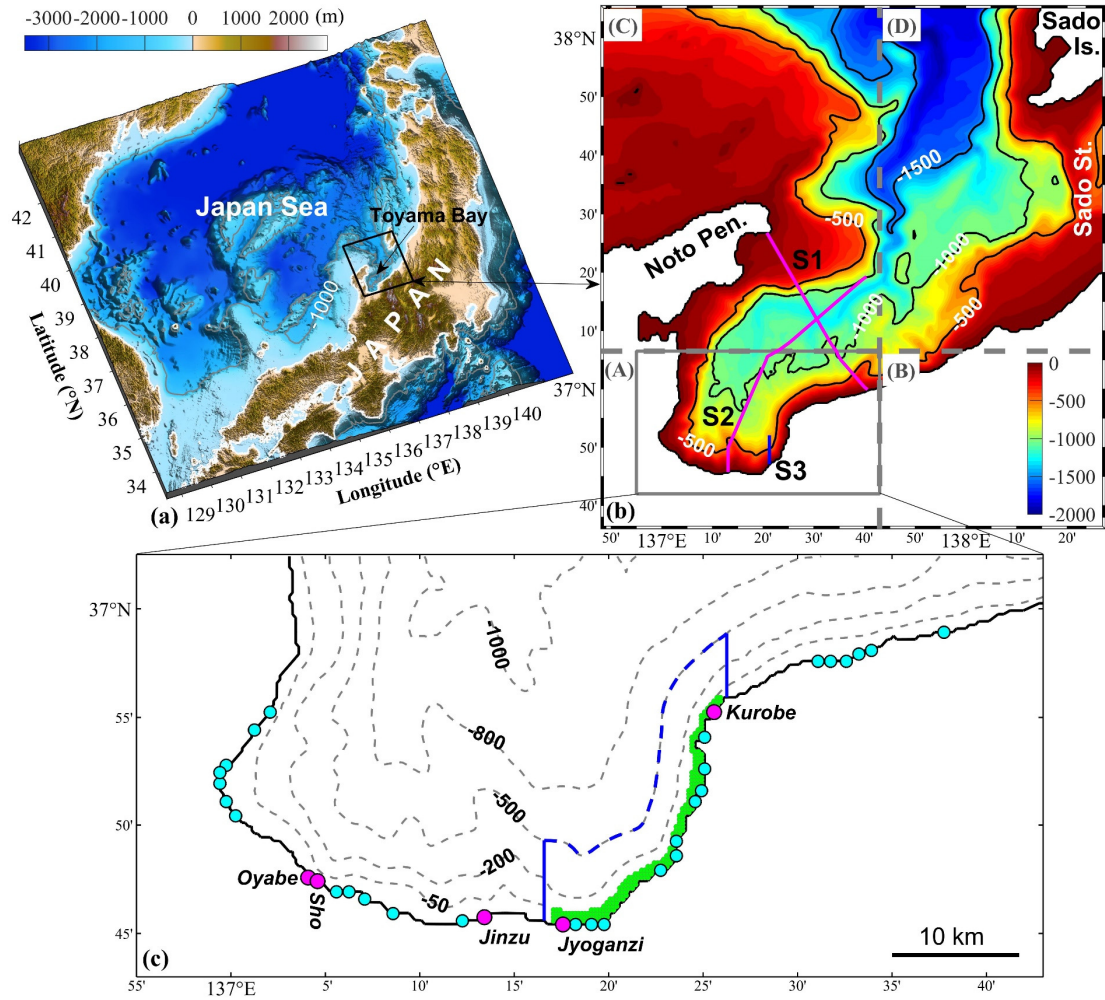 -3000 -2000 -1000 0 1000 2000 (m)
Japan Sea
Toyama Bay
-1000
J A P A N
42
41
40
39
38
37
36
35
34
Latitude (°N)
129 130 131 132 133 134 135 136 137 138 139 140
Longitude (°E)
(a)
(C)
(D)
Sado
Is.
38°N
50'
40'
30'
20'
10'
37°N
50'
40'
-1500
-500
Sado St.
Noto Pen.
S1
-1000
-1000
-500
(A)
(B)
S2
-500
S3
0
-500
-1000
-1500
-2000
(b)
50' 137°E 10' 20' 30' 40' 50' 138°E 10' 20'
37°N
55'
50'
45'
-1000
-800
-500
-200
-50
Kurobe
Oyabe
Sho
Jinzu
Jyoganzi
10 km
(c)
55' 137°E 5' 10' 15' 20' 25' 30' 35' 40'